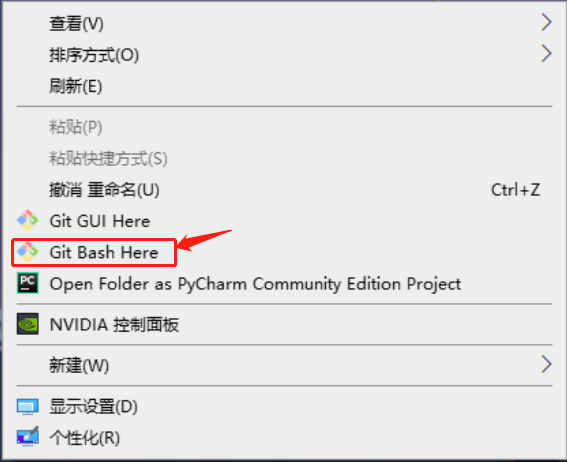 查看(V)
排序方式(O)
刷新(E)
粘贴(P)
粘贴快捷方式(S)
撤消 重命名(U) Ctrl+Z
Git GUI Here
Git Bash Here
PC Open Folder as PyCharm Community Edition Project
NVIDIA 控制面板
新建(W)
显示设置(D)
个性化(R)